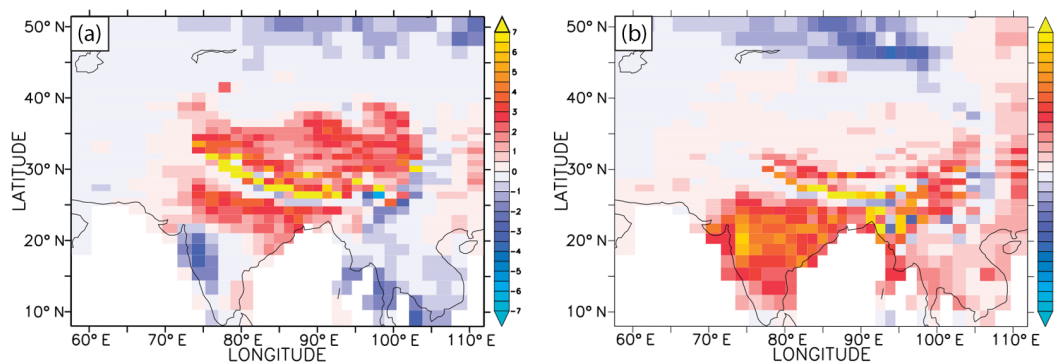 (a)
50° N
40° N
30° N
20° N
10° N
LATITUDE
60° E
70° E
80° E
90° E
100° E
110° E
LONGITUDE
7
6
5
4
3
2
1
0
-1
-2
-3
-4
-5
-6
-7
(b)
50° N
40° N
30° N
20° N
10° N
LATITUDE
60° E
70° E
80° E
90° E
100° E
110° E
LONGITUDE